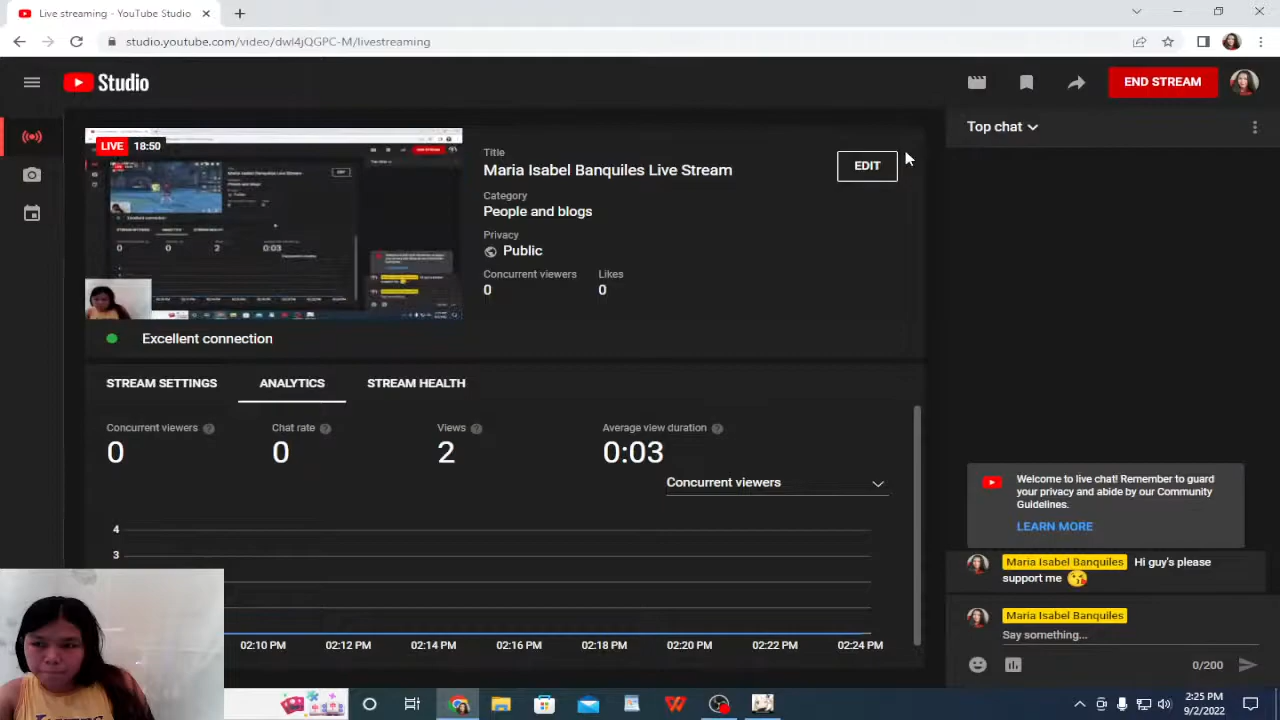 Live streaming - YouTube Studio
studio.youtube.com/video/dwl4jQGPC-M/livestreaming
Studio
END STREAM
LIVE 18:50
Title
Maria Isabel Banquiles Live Stream
EDIT
Category
People and blogs
Privacy
Public
Concurrent viewers Likes
0 0
Excellent connection
STREAM SETTINGS ANALYTICS STREAM HEALTH
Concurrent viewers Chat rate Views Average view duration
0 0 2 0:03
Concurrent viewers
4
3
02:10 PM 02:12 PM 02:14 PM 02:16 PM 02:18 PM 02:20 PM 02:22 PM 02:24 PM
Top chat
Welcome to live chat! Remember to guard
your privacy and abide by our Community
Guidelines.
LEARN MORE
Maria Isabel Banquiles Hi guy's please
support me
Maria Isabel Banquiles
Say something...
0/200
2:25 PM
9/2/2022